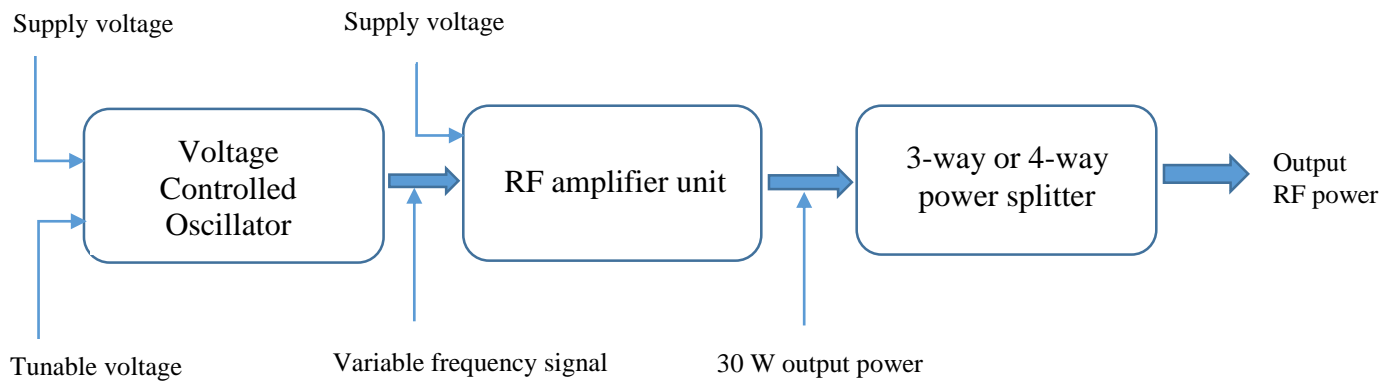 Supply voltage
Supply voltage
Voltage
Controlled
Oscillator
RF amplifier unit
3-way or 4-way
power splitter
Output
RF power
Tunable voltage
Variable frequency signal
30 W output power